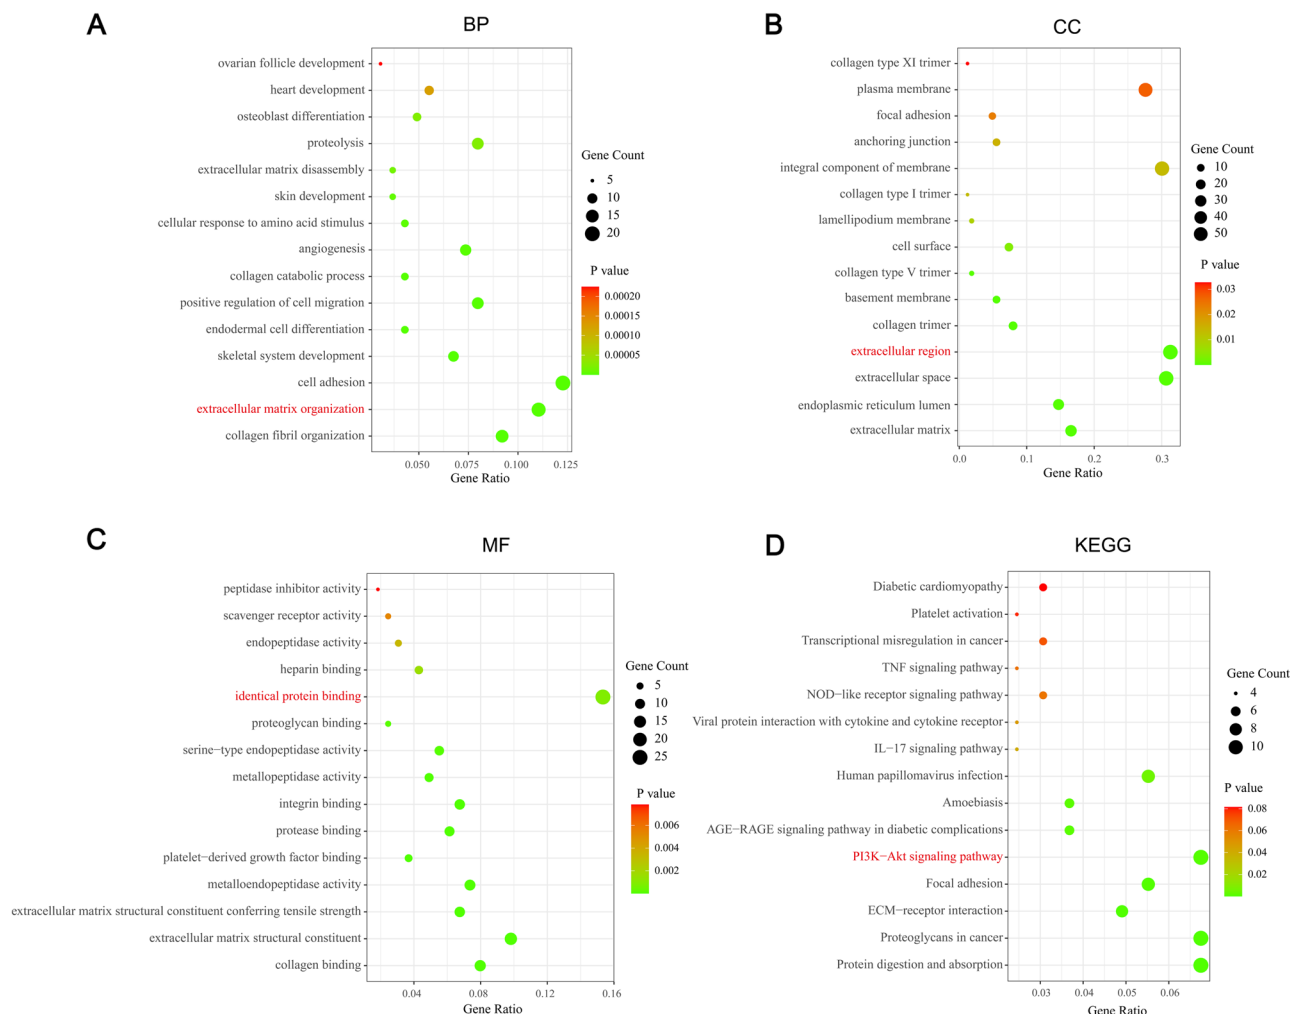 A
BP
ovarian follicle development
heart development
osteoblast differentiation
proteolysis
extracellular matrix disassembly
skin development
cellular response to amino acid stimulus
angiogenesis
collagen catabolic process
positive regulation of cell migration
endodermal cell differentiation
skeletal system development
cell adhesion
extracellular matrix organization
collagen fibril organization
0.050 0.075 0.100 0.125
Gene Ratio
Gene Count
5
10
15
20
P value
0.00020
0.00015
0.00010
0.00005
B
CC
collagen type XI trimer
plasma membrane
focal adhesion
anchoring junction
integral component of membrane
collagen type I trimer
lamellipodium membrane
cell surface
collagen type V trimer
basement membrane
collagen trimer
extracellular region
extracellular space
endoplasmic reticulum lumen
extracellular matrix
0.0 0.1 0.2 0.3
Gene Ratio
Gene Count
10
20
30
40
50
P value
0.03
0.02
0.01
C
MF
peptidase inhibitor activity
scavenger receptor activity
endopeptidase activity
heparin binding
identical protein binding
proteoglycan binding
serine−type endopeptidase activity
metallopeptidase activity
integrin binding
protease binding
platelet−derived growth factor binding
metalloendopeptidase activity
extracellular matrix structural constituent conferring tensile strength
extracellular matrix structural constituent
collagen binding
0.04 0.08 0.12 0.16
Gene Ratio
Gene Count
5
10
15
20
25
P value
0.006
0.004
0.002
D
KEGG
Diabetic cardiomyopathy
Platelet activation
Transcriptional misregulation in cancer
TNF signaling pathway
NOD−like receptor signaling pathway
Viral protein interaction with cytokine and cytokine receptor
IL−17 signaling pathway
Human papillomavirus infection
Amoebiasis
AGE−RAGE signaling pathway in diabetic complications
PI3K−Akt signaling pathway
Focal adhesion
ECM−receptor interaction
Proteoglycans in cancer
Protein digestion and absorption
0.03 0.04 0.05 0.06
Gene Ratio
Gene Count
4
6
8
10
P value
0.08
0.06
0.04
0.02